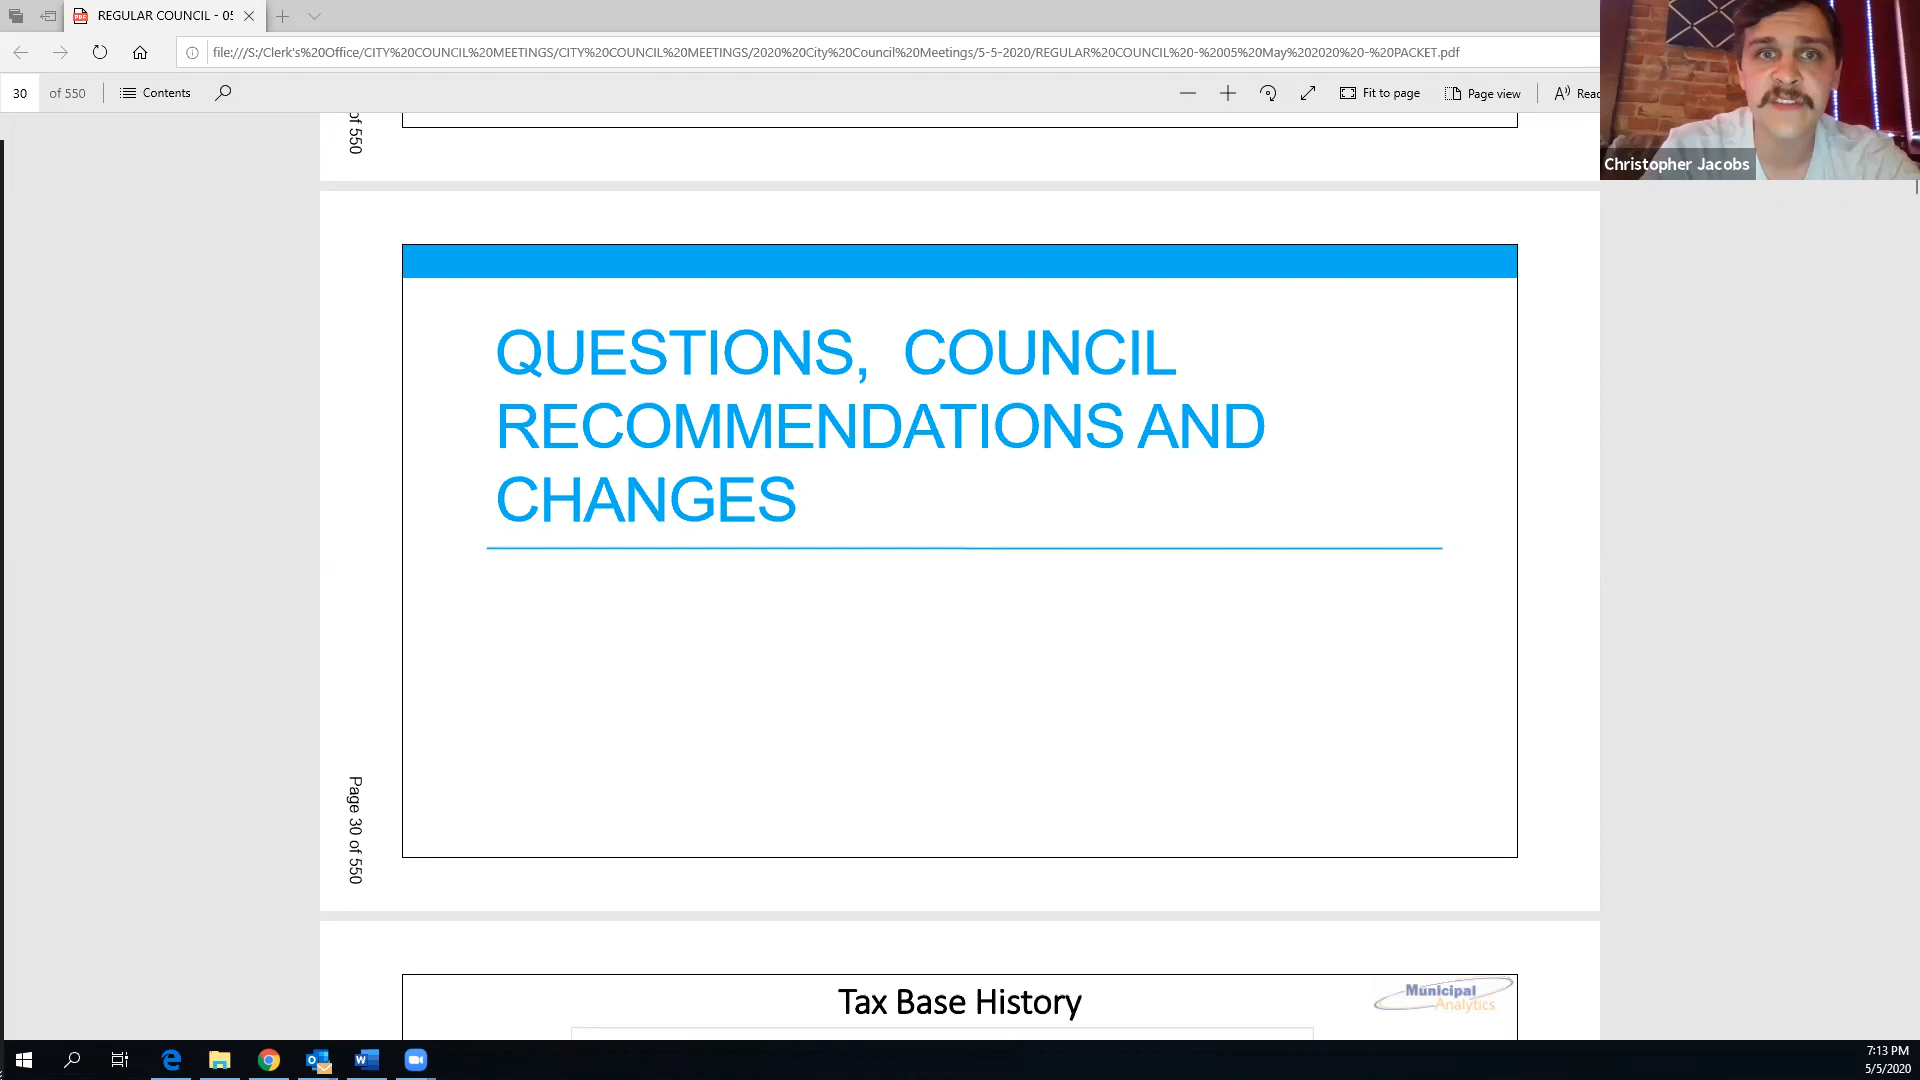 REGULAR COUNCIL - 05
file:///S:/Clerk's%20Office/CITY%20COUNCIL%20MEETINGS/CITY%20COUNCIL%20MEETINGS/2020%20City%20Council%20Meetings/5-5-2020/REGULAR%20COUNCIL%20-%2005%20May%202020%20-%20PACKET.pdf
30 of 550 Contents Fit to page Page view Read
Christopher Jacobs
of 550
QUESTIONS, COUNCIL
RECOMMENDATIONS AND
CHANGES
Page 30 of 550
Tax Base History
Municipal
Analytics
7:13 PM
5/5/2020